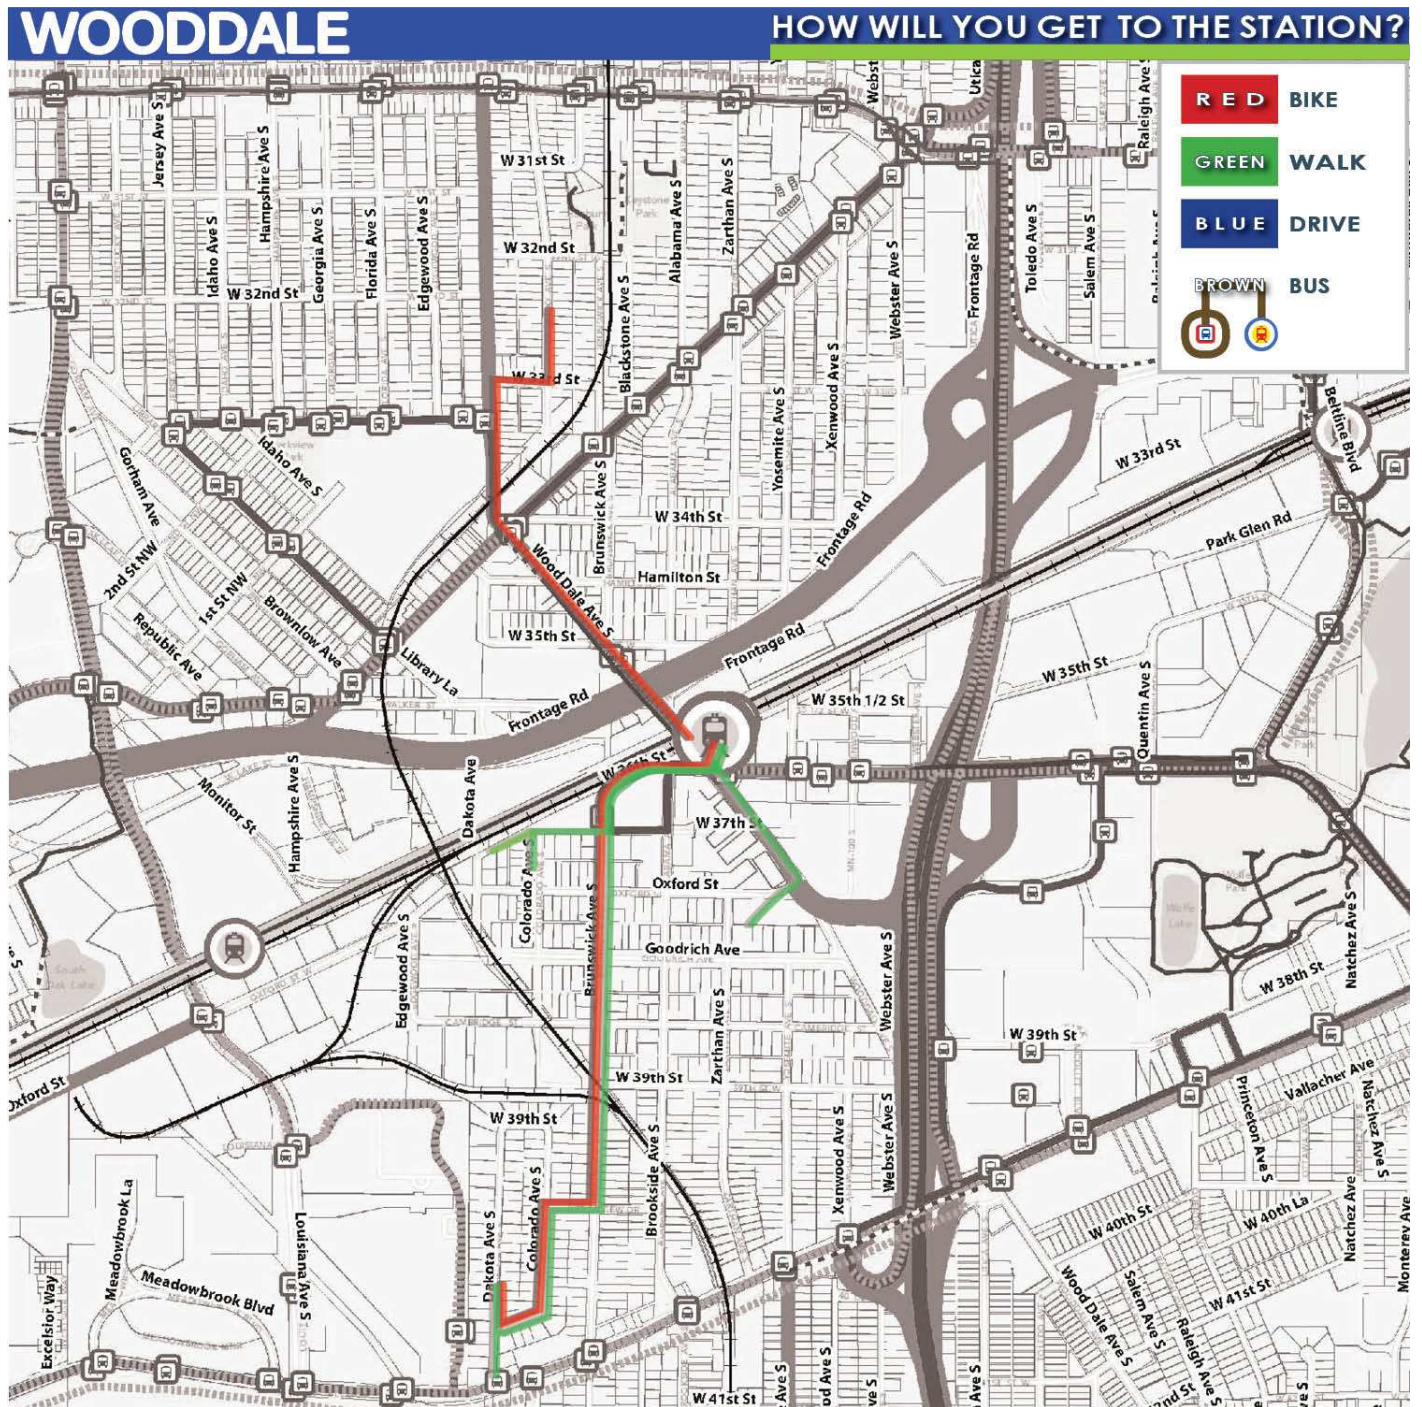 WOODDALE
HOW WILL YOU GET TO THE STATION?
RED BIKE
GREEN WALK
BLUE DRIVE
BROWN BUS
Jersey Ave S
Hampshire Ave S
Idaho Ave S
Georgia Ave S
Florida Ave S
Edgewood Ave S
W 31st St
W 32nd St
W 32nd St
W 33rd St
Blackstone Ave S
Alabama Ave S
Zarthan Ave S
Webster Ave S
Frontage Rd
Utica
Toledo Ave S
Salem Ave S
Raleigh Ave S
Xenwood Ave S
Yosemite Ave S
Beltline Blvd
W 33rd St
Park Glen Rd
Idaho Ave S
Gorham Ave
2nd St NW
1st St NW
Republic Ave
Brownlow Ave
Library La
Wood Dale Ave S
Brunswick Ave S
W 34th St
Hamilton St
W 35th St
Frontage Rd
Frontage Rd
Frontage Rd
W 35th 1/2 St
W 35th St
Quentin Ave S
W 36th St
Monitor St
Hampshire Ave S
Dakota Ave
W 37th St
Oxford St
Colorado Ave S
Brunswick Ave S
Goodrich Ave
Edgewood Ave S
Zarthan Ave S
Webster Ave S
Wolfe Lake
Natchez Ave S
W 38th St
W 39th St
W 39th St
W 39th St
Oxford St
Vallacher Ave
Princeton Ave S
Natchez Ave S
Brookside Ave S
Xenwood Ave S
Webster Ave S
Colorado Ave S
Dakota Ave S
Meadowbrook La
Meadowbrook Blvd
Louisiana Ave S
Excelsior Way
W 40th St
W 40th La
Natchez Ave
Monterey Ave
W 41st St
Wood Dale Ave S
Salem Ave S
Raleigh Ave S
W 41st St